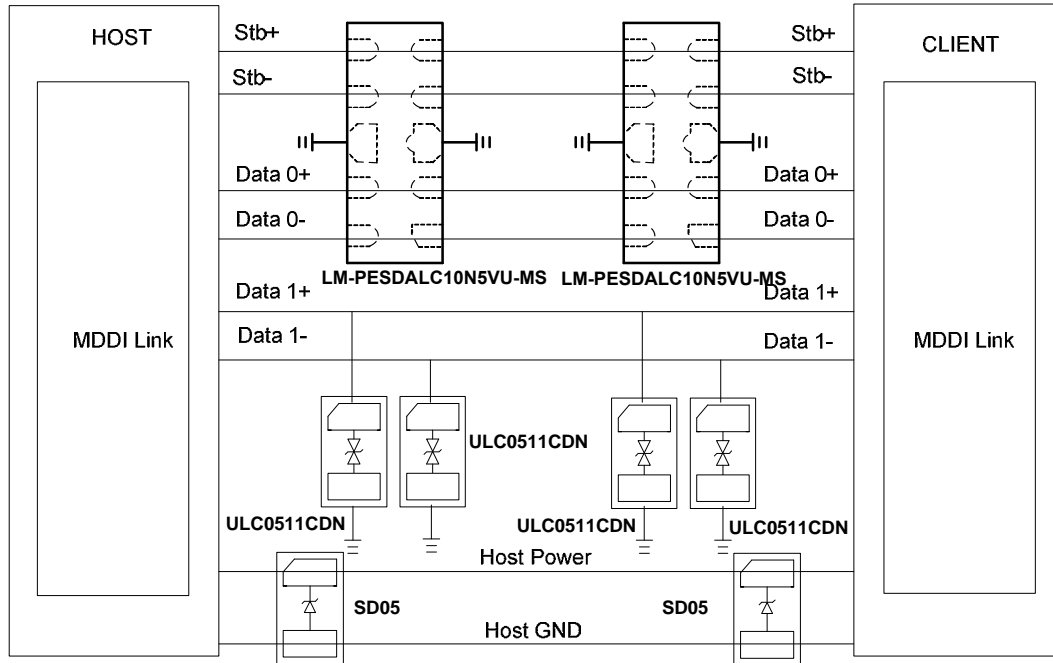 HOST
Stb+
Stb+
CLIENT
Stb-
Stb-
Data 0+
Data 0+
Data 0-
Data 0-
LM-PESDALC10N5VU-MS
LM-PESDALC10N5VU-MS
Data 1+
Data 1+
MDDI Link
Data 1-
Data 1-
MDDI Link
ULC0511CDN
ULC0511CDN
ULC0511CDN
ULC0511CDN
Host Power
SD05
SD05
Host GND